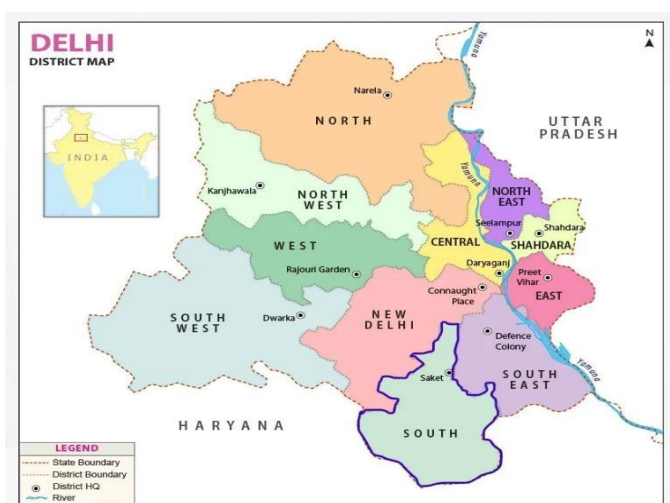 DELHI
DISTRICT MAP
N
INDIA
Yamuna
Narela
NORTH
UTTAR
PRADESH
Kanjhawala
NORTH
WEST
Yamuna
NORTH
EAST
Seelampur
Shahdara
SHAHDARA
CENTRAL
WEST
Rajouri Garden
Daryaganj
Preet
Vihar
EAST
Connaught
Place
SOUTH
WEST
Dwarka
NEW
DELHI
Defence
Colony
SOUTH
EAST
Yamuna
Saket
SOUTH
HARYANA
LEGEND
State Boundary
District Boundary
District HQ
River